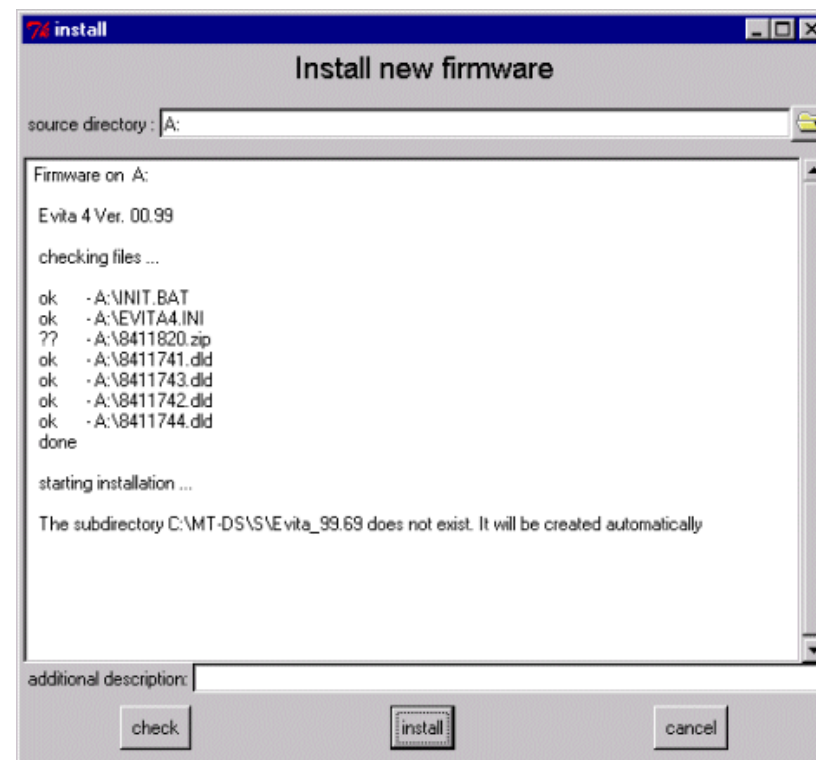 install
Install new firmware
source directory : A:
Firmware on A:
Evita 4 Ver. 00.99
checking files ...
ok - A:\INIT.BAT
ok - A:\EVITA4.INI
?? - A:\8411820.zip
ok - A:\8411741.dld
ok - A:\8411743.dld
ok - A:\8411742.dld
ok - A:\8411744.dld
done
starting installation ...
The subdirectory C:\MT-DS\S\Evita_99.69 does not exist. It will be created automatically
additional description:
check install cancel